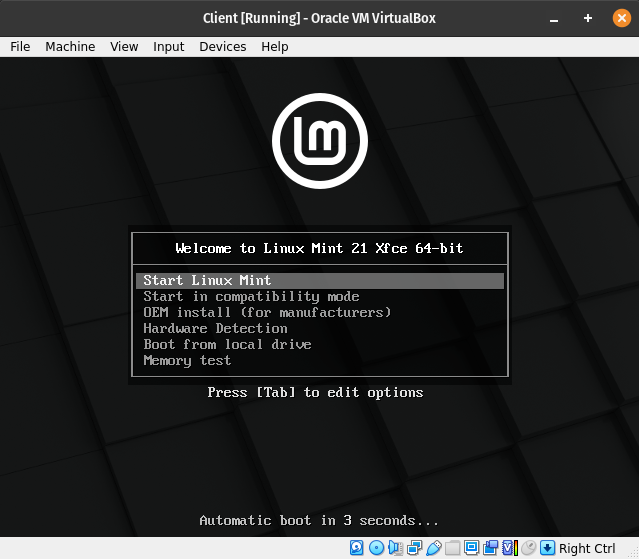 Client [Running] - Oracle VM VirtualBox
File Machine View Input Devices Help
lm
Welcome to Linux Mint 21 Xfce 64-bit
Start Linux Mint
Start in compatibility mode
OEM install (for manufacturers)
Hardware Detection
Boot from local drive
Memory test
Press [Tab] to edit options
Automatic boot in 3 seconds...
Right Ctrl